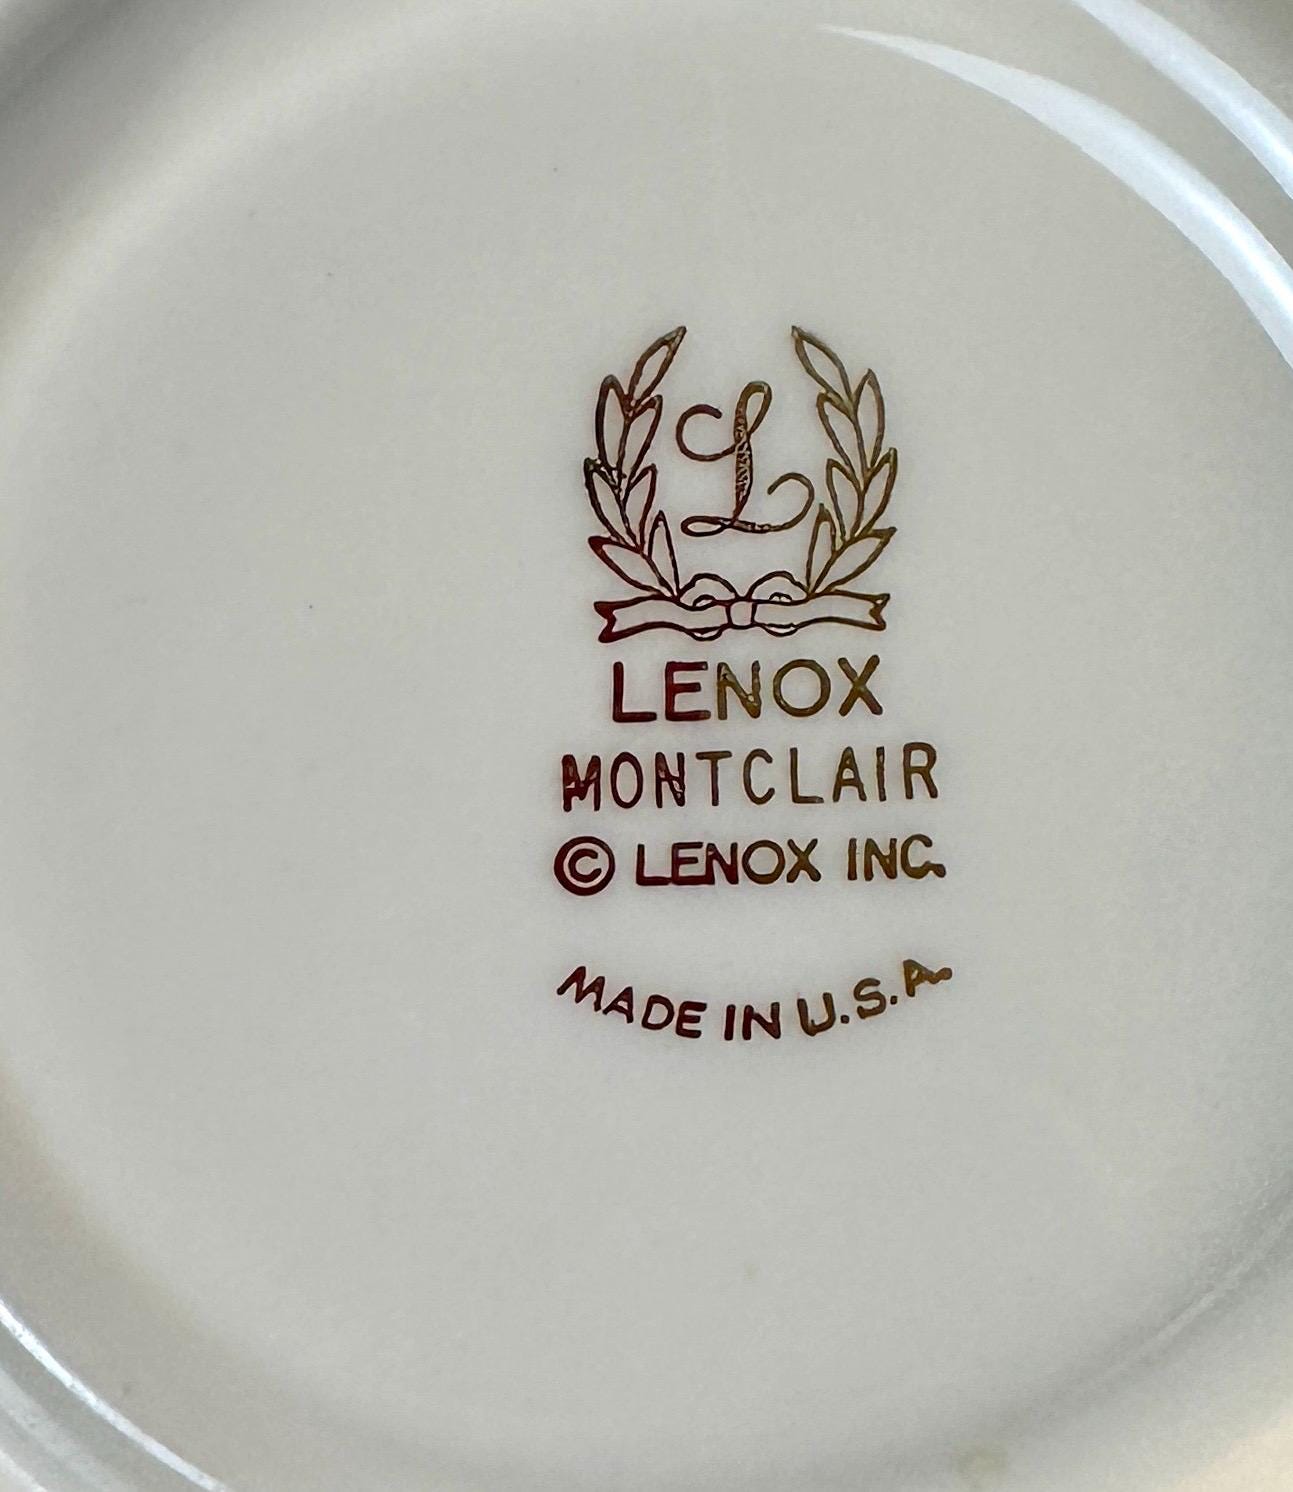 L
LENOX
MONTCLAIR
© LENOX INC.
MADE IN U.S.A.